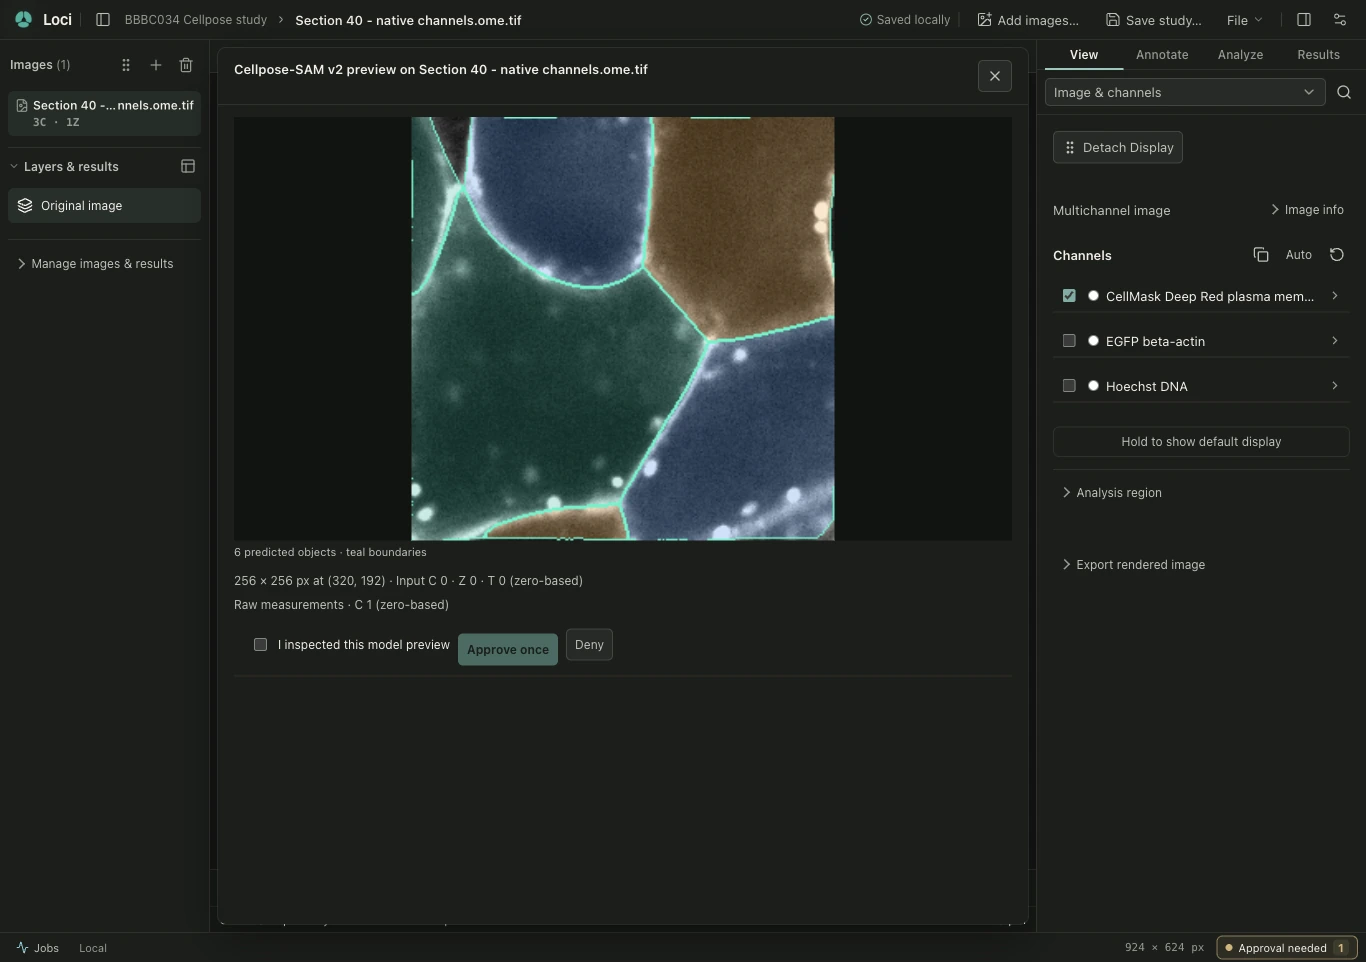 Loci
BBBC034 Cellpose study
Section 40 - native channels.ome.tif
Saved locally
Add images...
Save study...
File
Images (1)
Section 40 -...nnels.ome.tif
3C · 1Z
Layers & results
Original image
Manage images & results
Cellpose-SAM v2 preview on Section 40 - native channels.ome.tif
6 predicted objects · teal boundaries
256 × 256 px at (320, 192) · Input C 0 · Z 0 · T 0 (zero-based)
Raw measurements · C 1 (zero-based)
I inspected this model preview
Approve once
Deny
View
Annotate
Analyze
Results
Image & channels
Detach Display
Multichannel image
Image info
Channels
Auto
CellMask Deep Red plasma mem...
EGFP beta-actin
Hoechst DNA
Hold to show default display
Analysis region
Export rendered image
Jobs
Local
924 × 624 px
Approval needed 1